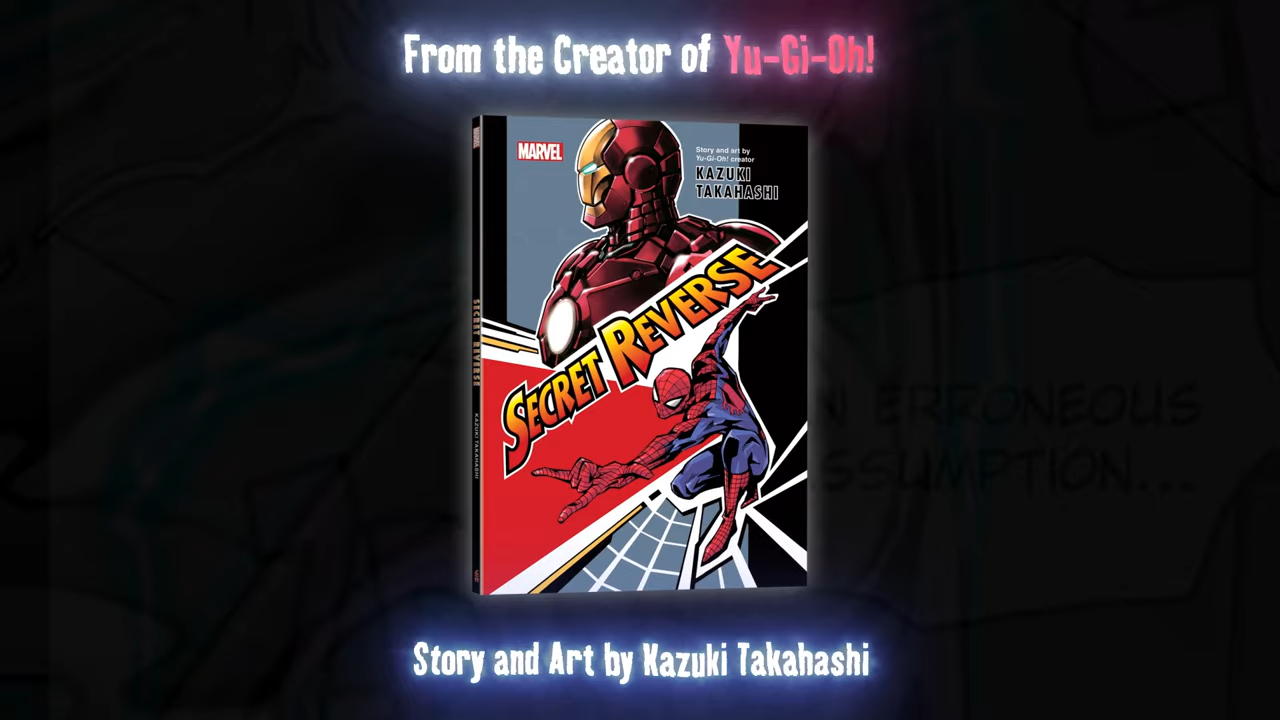 From the Creator of Yu-Gi-Oh!
MARVEL
Story and art by
Yu-Gi-Oh! creator
KAZUKI
TAKAHASHI
SECRET REVERSE
SECRET REVERSE
KAZUKI TAKAHASHI
N ERRONEOUS
SSUMPTION...
Story and Art by Kazuki Takahashi